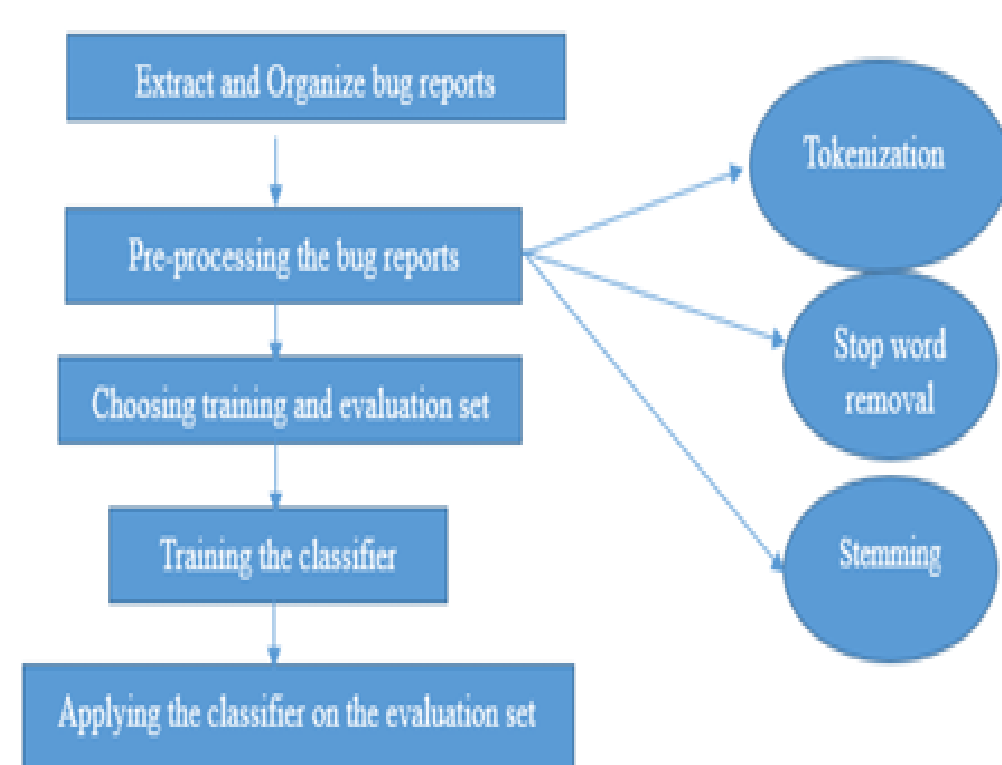 Extract and Organize bug reports
Pre-processing the bug reports
Choosing training and evaluation set
Training the classifier
Applying the classifier on the evaluation set
Tokenization
Stop word
removal
Stemming